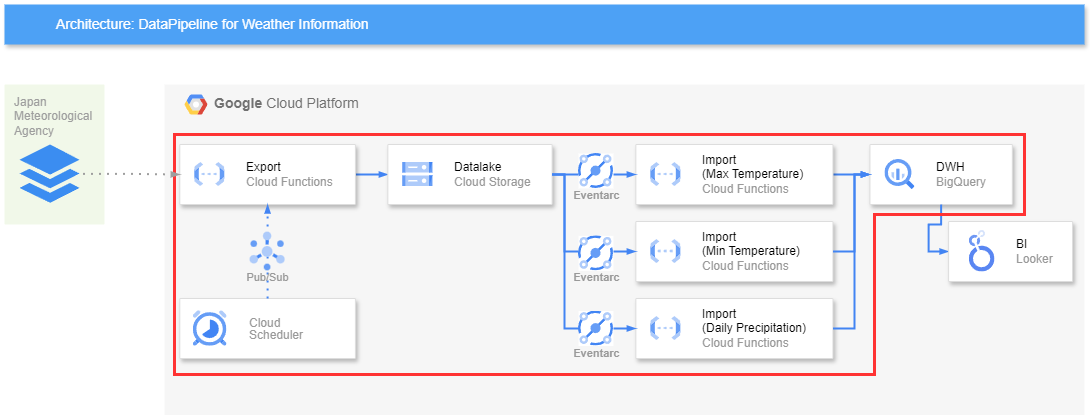 Architecture: DataPipeline for Weather Information
Japan
Meteorological
Agency
Google Cloud Platform
Export
Cloud Functions
Datalake
Cloud Storage
Eventarc
Import
(Max Temperature)
Cloud Functions
DWH
BigQuery
Pub/Sub
Eventarc
Import
(Min Temperature)
Cloud Functions
BI
Looker
Cloud
Scheduler
Eventarc
Import
(Daily Precipitation)
Cloud Functions